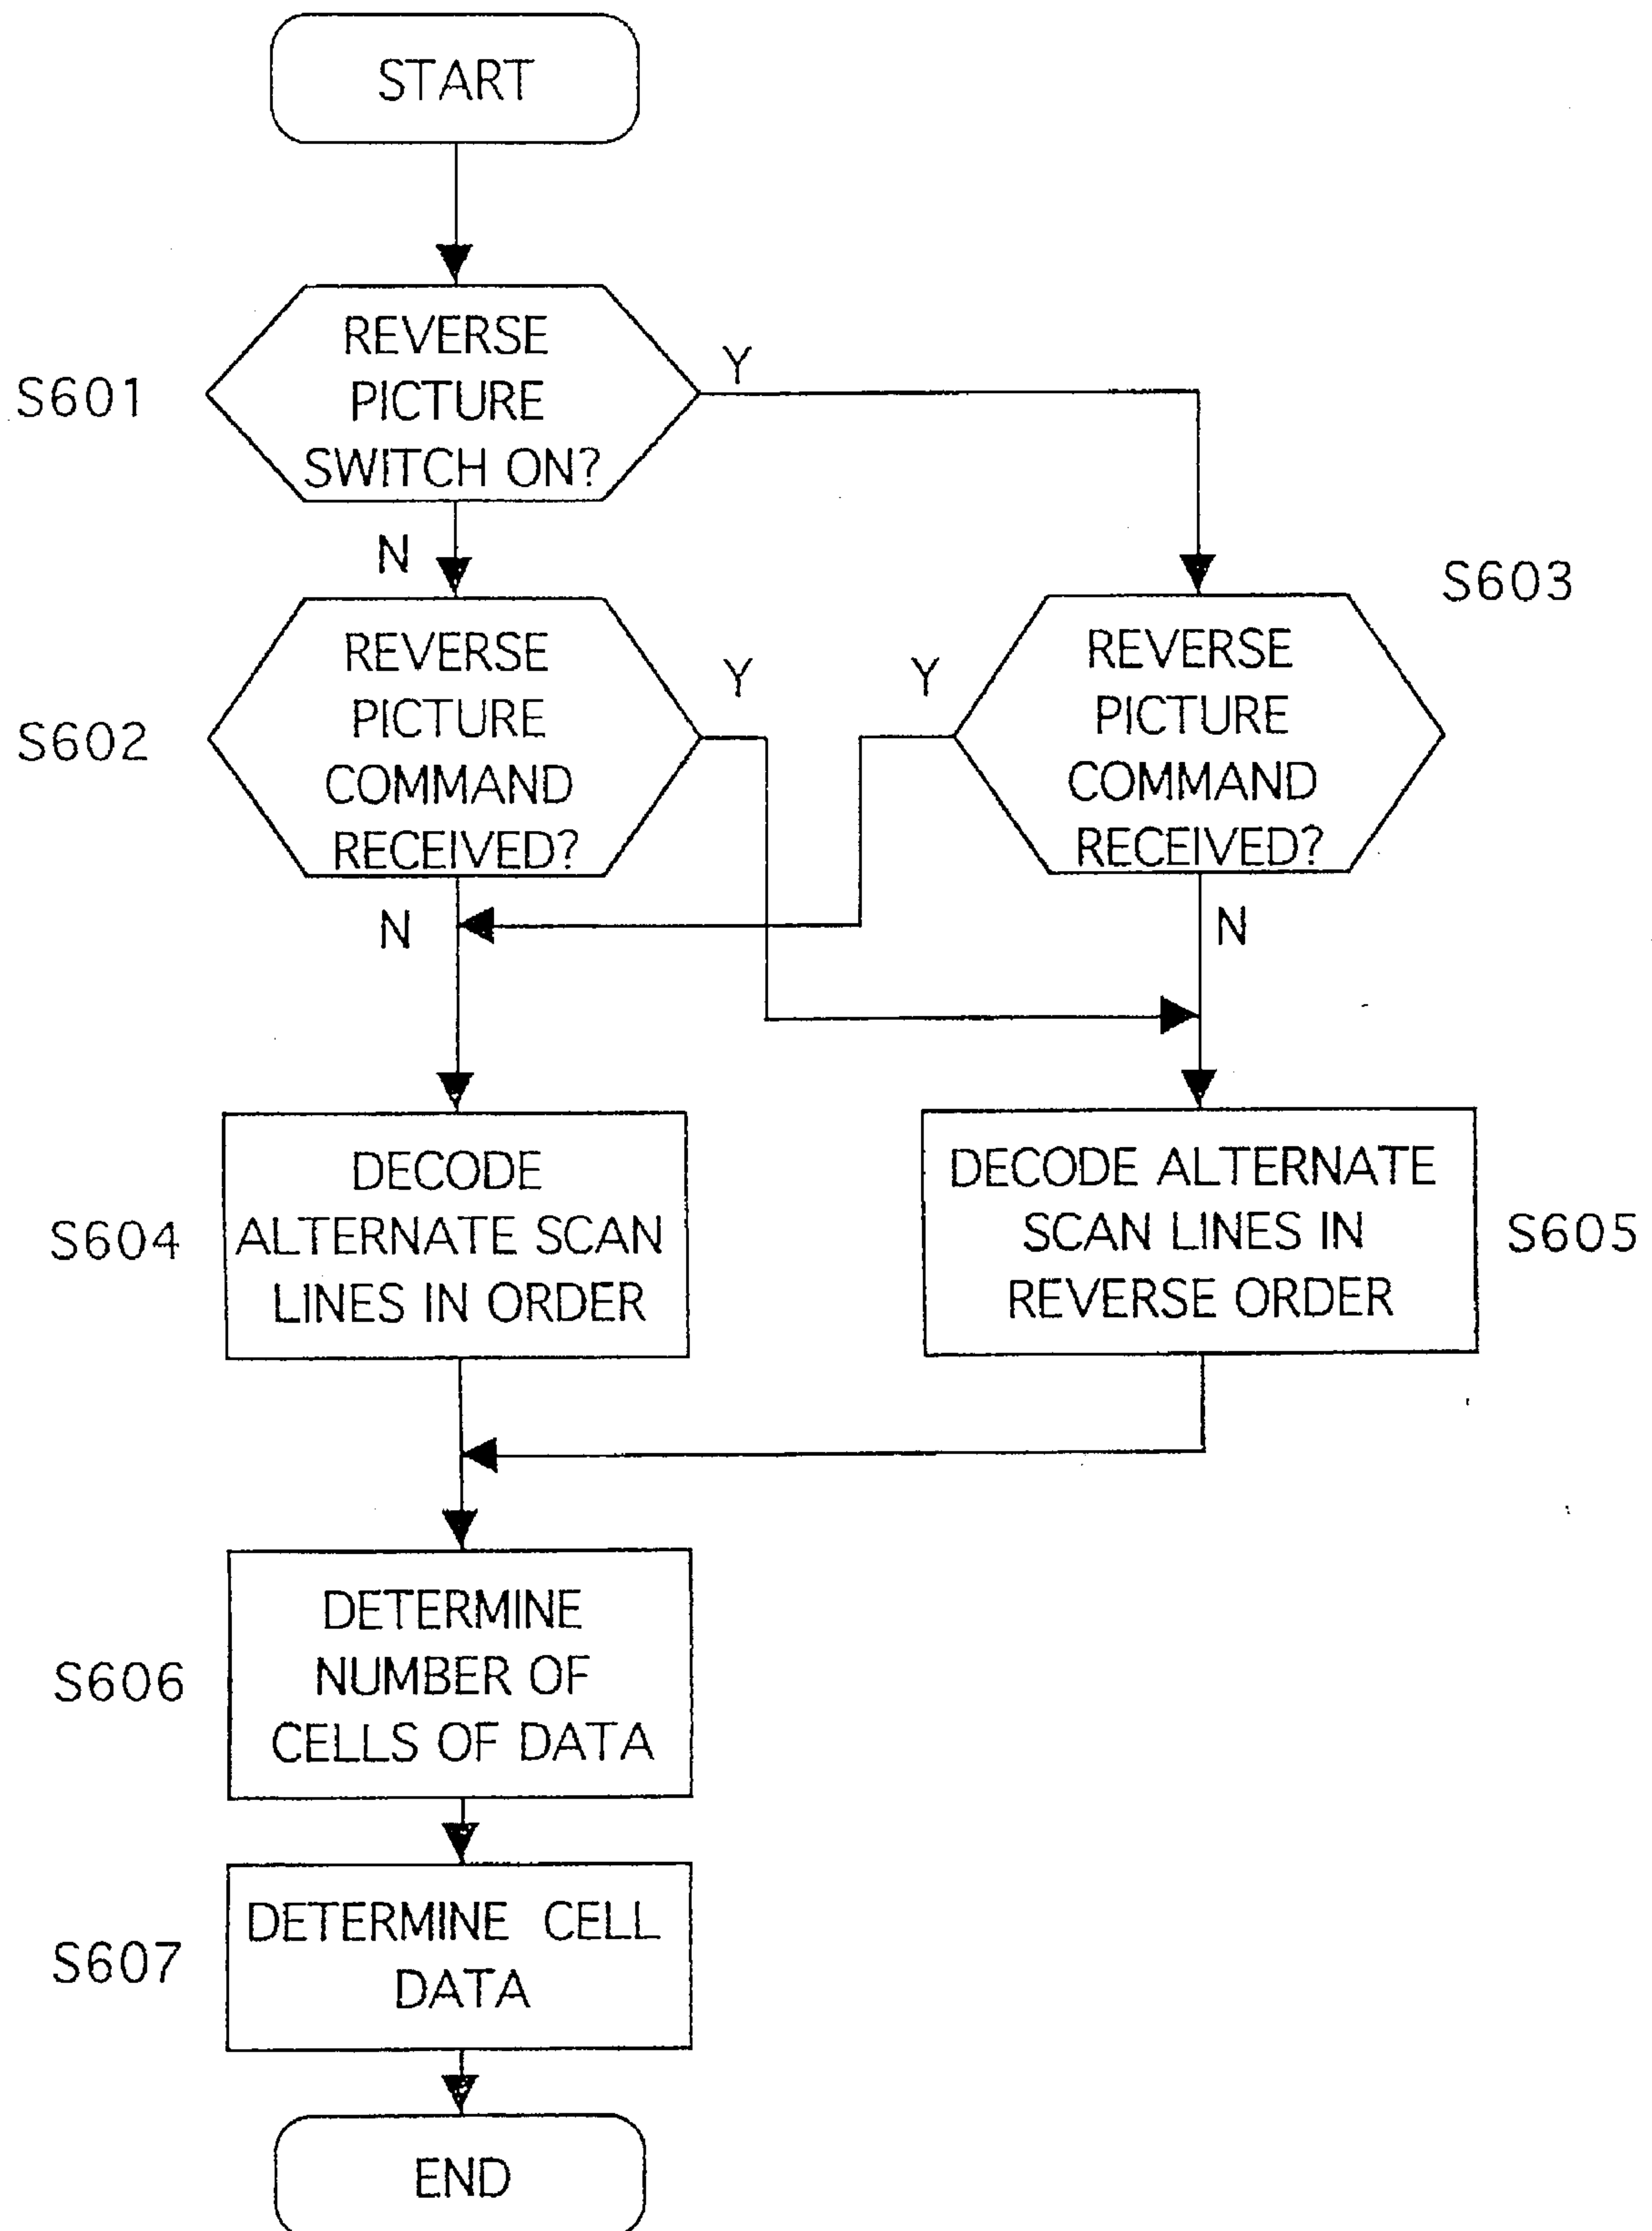 START
REVERSE
PICTURE
SWITCH ON?
S601
Y
N
S603
REVERSE
PICTURE
COMMAND
RECEIVED?
S602
Y
N
REVERSE
PICTURE
COMMAND
RECEIVED?
Y
N
DECODE
ALTERNATE SCAN
LINES IN ORDER
S604
DECODE ALTERNATE
SCAN LINES IN
REVERSE ORDER
S605
DETERMINE
NUMBER OF
CELLS OF DATA
S606
DETERMINE CELL
DATA
S607
END